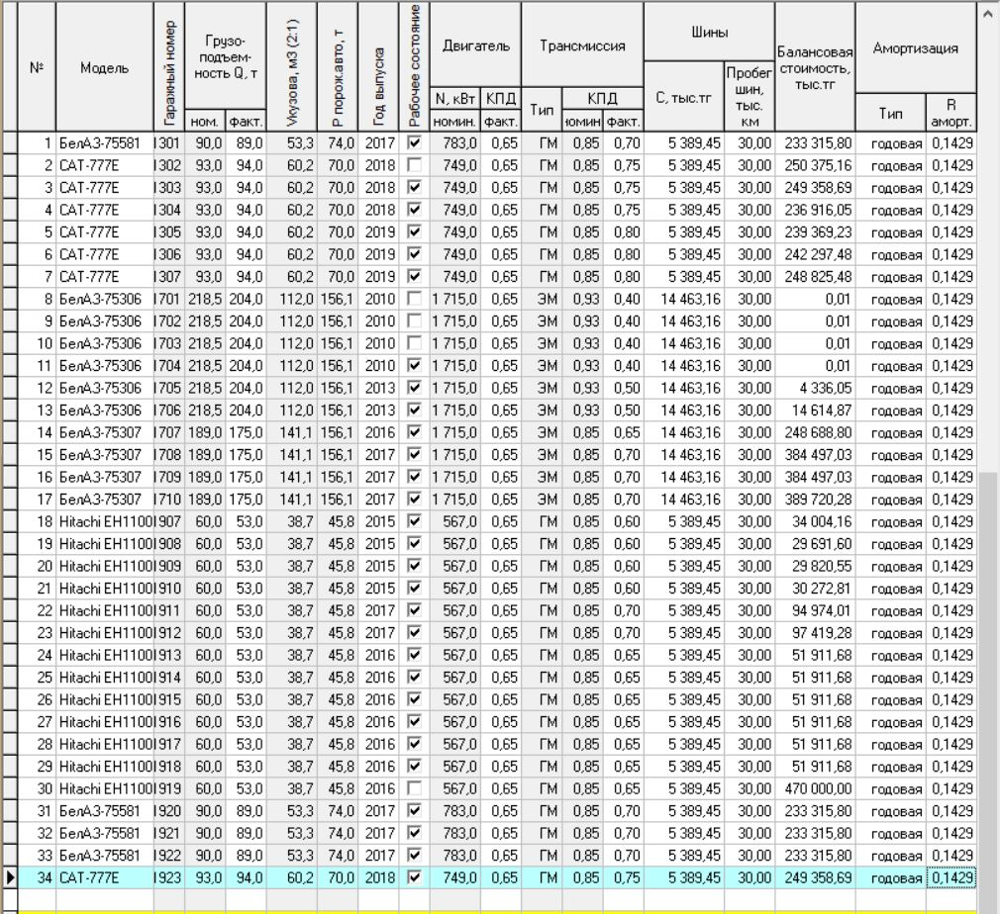 № Модель Гаражный номер Грузо-подъем-ность Q, т Vкузова, м3 (2:1) P порож.авто, т Год выпуска Рабочее состояние Двигатель Трансмиссия Шины Балансовая стоимость, тыс.тг Амортизация
N, кВт КПД Тип КПД С, тыс.тг Пробег шин, тыс. км Тип R аморт.
ном. факт. номин. факт. юмин факт.
1 БелАЗ-75581 1301 90,0 89,0 53,3 74,0 2017 783,0 0,65 ГМ 0,85 0,70 5 389,45 30,00 233 315,80 годовая 0,1429
2 CAT-777E 1302 93,0 94,0 60,2 70,0 2018 749,0 0,65 ГМ 0,85 0,75 5 389,45 30,00 250 375,16 годовая 0,1429
3 CAT-777E 1303 93,0 94,0 60,2 70,0 2018 749,0 0,65 ГМ 0,85 0,75 5 389,45 30,00 249 358,69 годовая 0,1429
4 CAT-777E 1304 93,0 94,0 60,2 70,0 2018 749,0 0,65 ГМ 0,85 0,75 5 389,45 30,00 236 916,05 годовая 0,1429
5 CAT-777E 1305 93,0 94,0 60,2 70,0 2019 749,0 0,65 ГМ 0,85 0,80 5 389,45 30,00 239 369,23 годовая 0,1429
6 CAT-777E 1306 93,0 94,0 60,2 70,0 2019 749,0 0,65 ГМ 0,85 0,80 5 389,45 30,00 242 297,48 годовая 0,1429
7 CAT-777E 1307 93,0 94,0 60,2 70,0 2019 749,0 0,65 ГМ 0,85 0,80 5 389,45 30,00 248 825,48 годовая 0,1429
8 БелАЗ-75306 1701 218,5 204,0 112,0 156,1 2010 1 715,0 0,65 ЭМ 0,93 0,40 14 463,16 30,00 0,01 годовая 0,1429
9 БелАЗ-75306 1702 218,5 204,0 112,0 156,1 2010 1 715,0 0,65 ЭМ 0,93 0,40 14 463,16 30,00 0,01 годовая 0,1429
10 БелАЗ-75306 1703 218,5 204,0 112,0 156,1 2010 1 715,0 0,65 ЭМ 0,93 0,40 14 463,16 30,00 0,01 годовая 0,1429
11 БелАЗ-75306 1704 218,5 204,0 112,0 156,1 2010 1 715,0 0,65 ЭМ 0,93 0,40 14 463,16 30,00 0,01 годовая 0,1429
12 БелАЗ-75306 1705 218,5 204,0 112,0 156,1 2013 1 715,0 0,65 ЭМ 0,93 0,50 14 463,16 30,00 4 336,05 годовая 0,1429
13 БелАЗ-75306 1706 218,5 204,0 112,0 156,1 2013 1 715,0 0,65 ЭМ 0,93 0,50 14 463,16 30,00 14 614,87 годовая 0,1429
14 БелАЗ-75307 1707 189,0 175,0 141,1 156,1 2016 1 715,0 0,65 ЭМ 0,85 0,65 14 463,16 30,00 248 688,80 годовая 0,1429
15 БелАЗ-75307 1708 189,0 175,0 141,1 156,1 2017 1 715,0 0,65 ЭМ 0,85 0,70 14 463,16 30,00 384 497,03 годовая 0,1429
16 БелАЗ-75307 1709 189,0 175,0 141,1 156,1 2017 1 715,0 0,65 ЭМ 0,85 0,70 14 463,16 30,00 384 497,03 годовая 0,1429
17 БелАЗ-75307 1710 189,0 175,0 141,1 156,1 2017 1 715,0 0,65 ЭМ 0,85 0,70 14 463,16 30,00 389 720,28 годовая 0,1429
18 Hitachi EH1100 1907 60,0 53,0 38,7 45,8 2015 567,0 0,65 ГМ 0,85 0,60 5 389,45 30,00 34 004,16 годовая 0,1429
19 Hitachi EH1100 1908 60,0 53,0 38,7 45,8 2015 567,0 0,65 ГМ 0,85 0,60 5 389,45 30,00 29 691,60 годовая 0,1429
20 Hitachi EH1100 1909 60,0 53,0 38,7 45,8 2015 567,0 0,65 ГМ 0,85 0,60 5 389,45 30,00 29 820,55 годовая 0,1429
21 Hitachi EH1100 1910 60,0 53,0 38,7 45,8 2015 567,0 0,65 ГМ 0,85 0,60 5 389,45 30,00 30 272,81 годовая 0,1429
22 Hitachi EH1100 1911 60,0 53,0 38,7 45,8 2017 567,0 0,65 ГМ 0,85 0,70 5 389,45 30,00 94 974,01 годовая 0,1429
23 Hitachi EH1100 1912 60,0 53,0 38,7 45,8 2017 567,0 0,65 ГМ 0,85 0,70 5 389,45 30,00 97 419,28 годовая 0,1429
24 Hitachi EH1100 1913 60,0 53,0 38,7 45,8 2016 567,0 0,65 ГМ 0,85 0,65 5 389,45 30,00 51 911,68 годовая 0,1429
25 Hitachi EH1100 1914 60,0 53,0 38,7 45,8 2016 567,0 0,65 ГМ 0,85 0,65 5 389,45 30,00 51 911,68 годовая 0,1429
26 Hitachi EH1100 1915 60,0 53,0 38,7 45,8 2016 567,0 0,65 ГМ 0,85 0,65 5 389,45 30,00 51 911,68 годовая 0,1429
27 Hitachi EH1100 1916 60,0 53,0 38,7 45,8 2016 567,0 0,65 ГМ 0,85 0,65 5 389,45 30,00 51 911,68 годовая 0,1429
28 Hitachi EH1100 1917 60,0 53,0 38,7 45,8 2016 567,0 0,65 ГМ 0,85 0,65 5 389,45 30,00 51 911,68 годовая 0,1429
29 Hitachi EH1100 1918 60,0 53,0 38,7 45,8 2016 567,0 0,65 ГМ 0,85 0,65 5 389,45 30,00 51 911,68 годовая 0,1429
30 Hitachi EH1100 1919 60,0 53,0 38,7 45,8 2016 567,0 0,65 ГМ 0,85 0,65 5 389,45 30,00 470 000,00 годовая 0,1429
31 БелАЗ-75581 1920 90,0 89,0 53,3 74,0 2017 783,0 0,65 ГМ 0,85 0,70 5 389,45 30,00 233 315,80 годовая 0,1429
32 БелАЗ-75581 1921 90,0 89,0 53,3 74,0 2017 783,0 0,65 ГМ 0,85 0,70 5 389,45 30,00 233 315,80 годовая 0,1429
33 БелАЗ-75581 1922 90,0 89,0 53,3 74,0 2017 783,0 0,65 ГМ 0,85 0,70 5 389,45 30,00 233 315,80 годовая 0,1429
34 CAT-777E 1923 93,0 94,0 60,2 70,0 2018 749,0 0,65 ГМ 0,85 0,75 5 389,45 30,00 249 358,69 годовая 0,1429